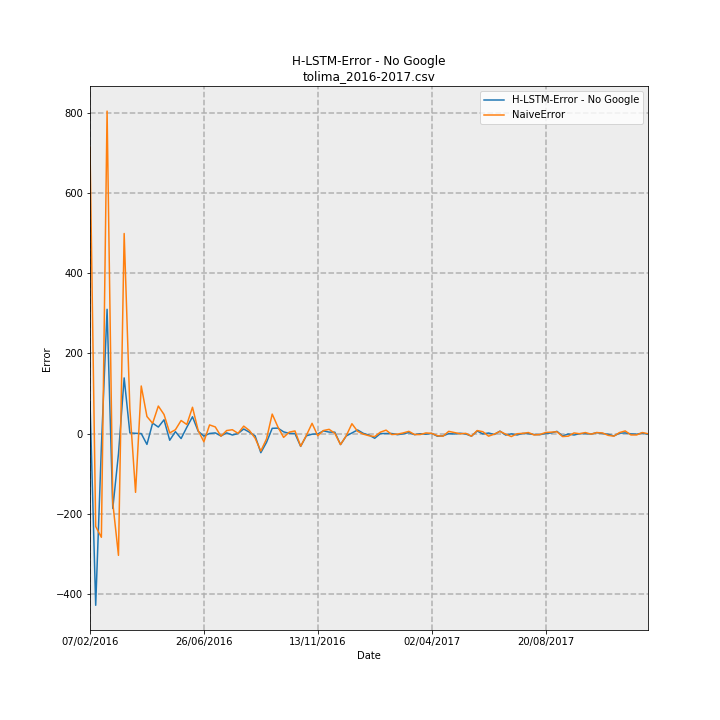 H-LSTM-Error - No Google
tolima_2016-2017.csv
H-LSTM-Error - No Google
NaiveError
800
600
400
200
0
−200
−400
Error
07/02/2016
26/06/2016
13/11/2016
02/04/2017
20/08/2017
Date